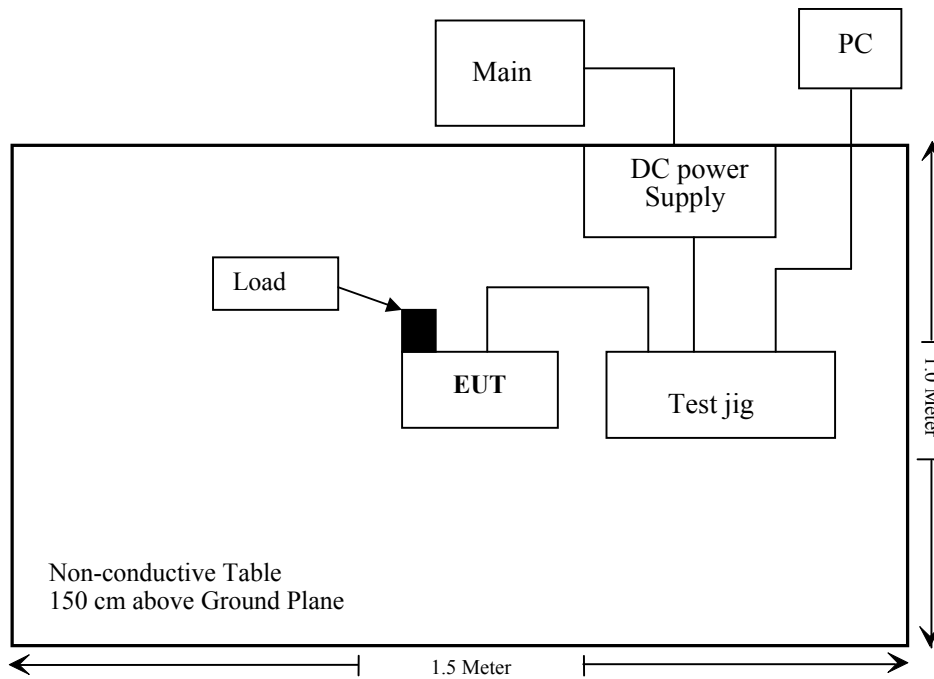 Main
PC
DC power
Supply
Load
EUT
Test jig
1.0 Meter
Non-conductive Table
150 cm above Ground Plane
1.5 Meter